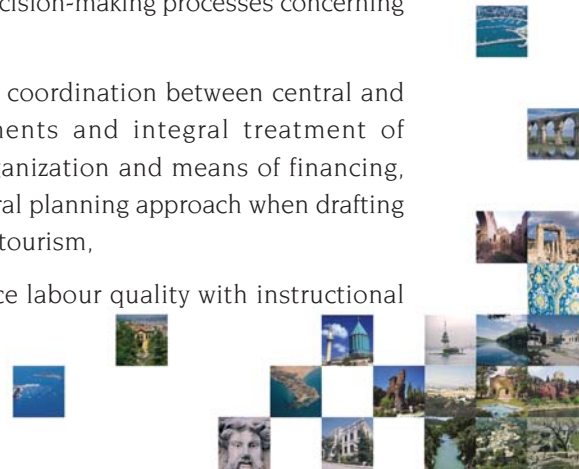 cision-making processes concerning
coordination between central and
ments and integral treatment of
ganization and means of financing,
ral planning approach when drafting
tourism,
ce labour quality with instructional